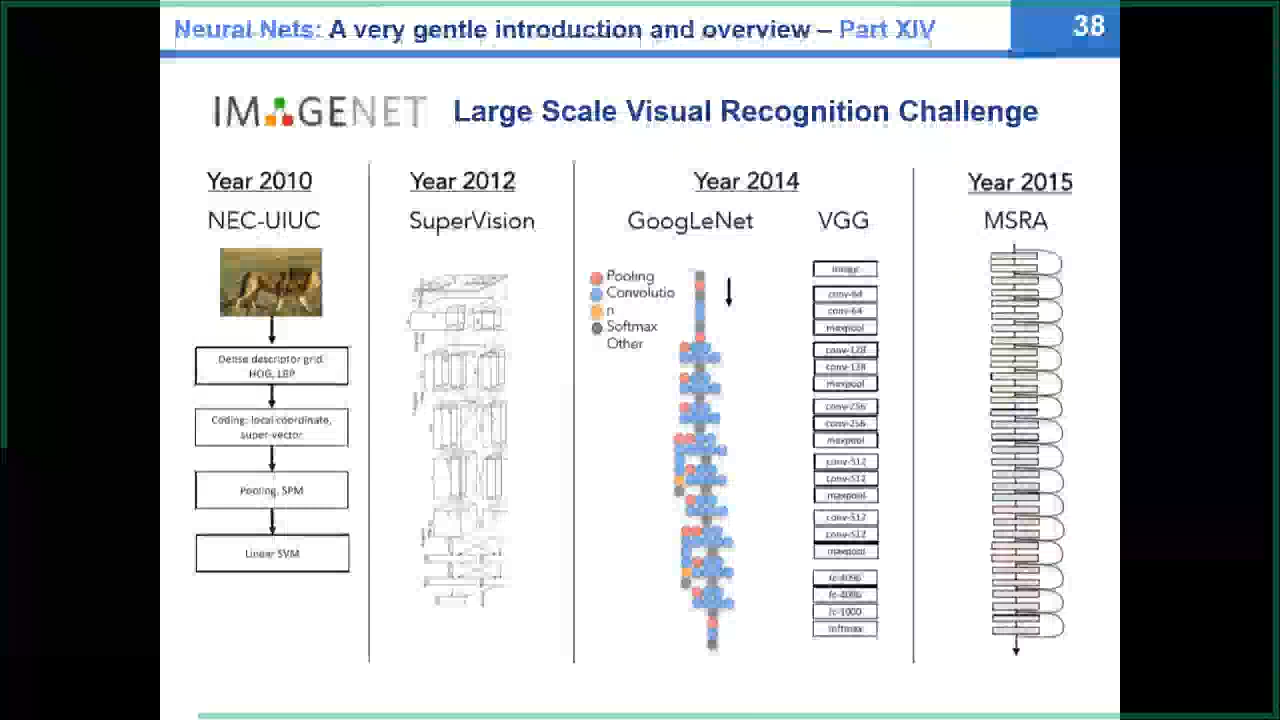 Neural Nets: A very gentle introduction and overview – Part XIV
38
IMAGENET
Large Scale Visual Recognition Challenge
Year 2010
NEC-UIUC
Dense descriptor grid:
HOG, LBP
Coding: local coordinate,
super-vector
Pooling, SPM
Linear SVM
Year 2012
SuperVision
Year 2014
GoogLeNet
Pooling
Convolutio
n
Softmax
Other
VGG
image
conv-64
conv-64
maxpool
conv-128
conv-128
maxpool
conv-256
conv-256
maxpool
conv-512
conv-512
maxpool
conv-512
conv-512
maxpool
fc-4096
fc-4096
fc-1000
softmax
Year 2015
MSRA